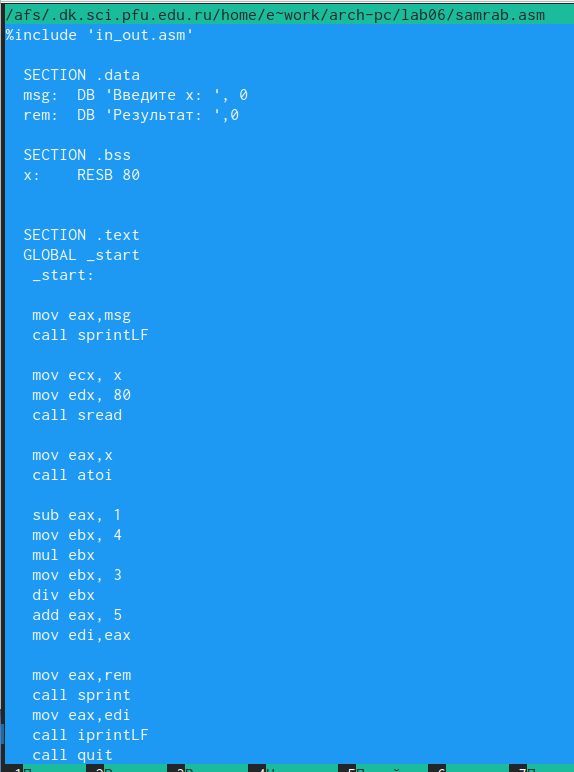 /afs/.dk.sci.pfu.edu.ru/home/e~work/arch-pc/lab06/samrab.asm
%include 'in_out.asm'
SECTION .data
msg: DB 'Введите x: ', 0
rem: DB 'Результат: ',0
SECTION .bss
x: RESB 80
SECTION .text
GLOBAL _start
_start:
mov eax,msg
call sprintLF
mov ecx, x
mov edx, 80
call sread
mov eax,x
call atoi
sub eax, 1
mov ebx, 4
mul ebx
mov ebx, 3
div ebx
add eax, 5
mov edi,eax
mov eax,rem
call sprint
mov eax,edi
call iprintLF
call quit